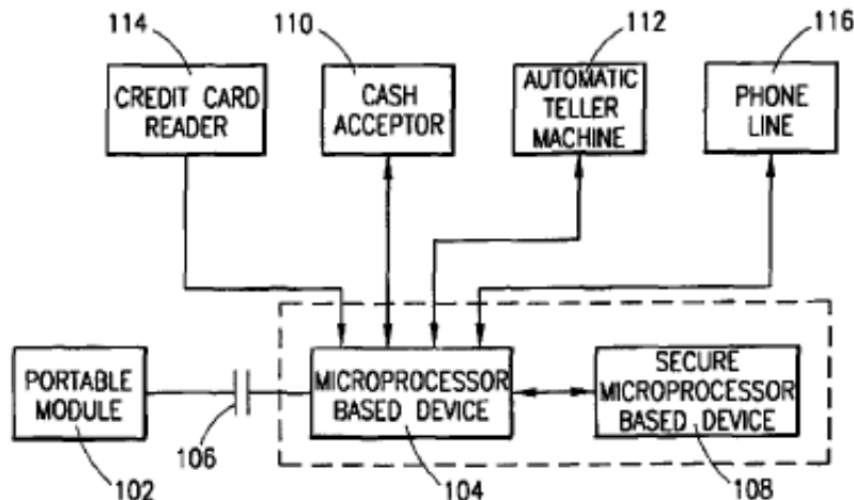 114
110
112
116
CREDIT CARD
READER
CASH
ACCEPTOR
AUTOMATIC
TELLER
MACHINE
PHONE
LINE
PORTABLE
MODULE
MICROPROCESSOR
BASED DEVICE
SECURE
MICROPROCESSOR
BASED DEVICE
106
102
104
108